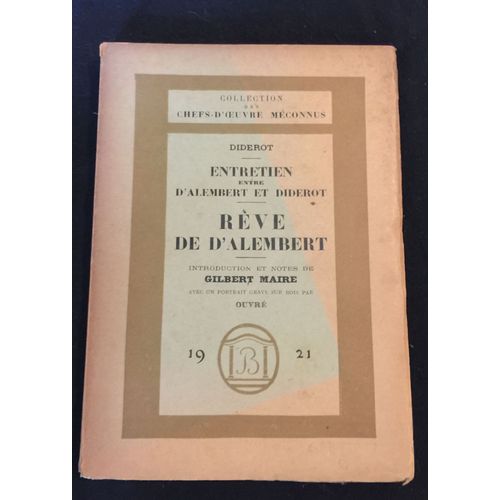 COLLECTION
DES
CHEFS-D'ŒUVRE MÉCONNUS
DIDEROT
ENTRETIEN
ENTRE
D'ALEMBERT ET DIDEROT
RÊVE
DE D'ALEMBERT
INTRODUCTION ET NOTES DE
GILBERT MAIRE
AVEC UN PORTRAIT GRAVÉ SUR BOIS PAR
OUVRÉ
19 B 21